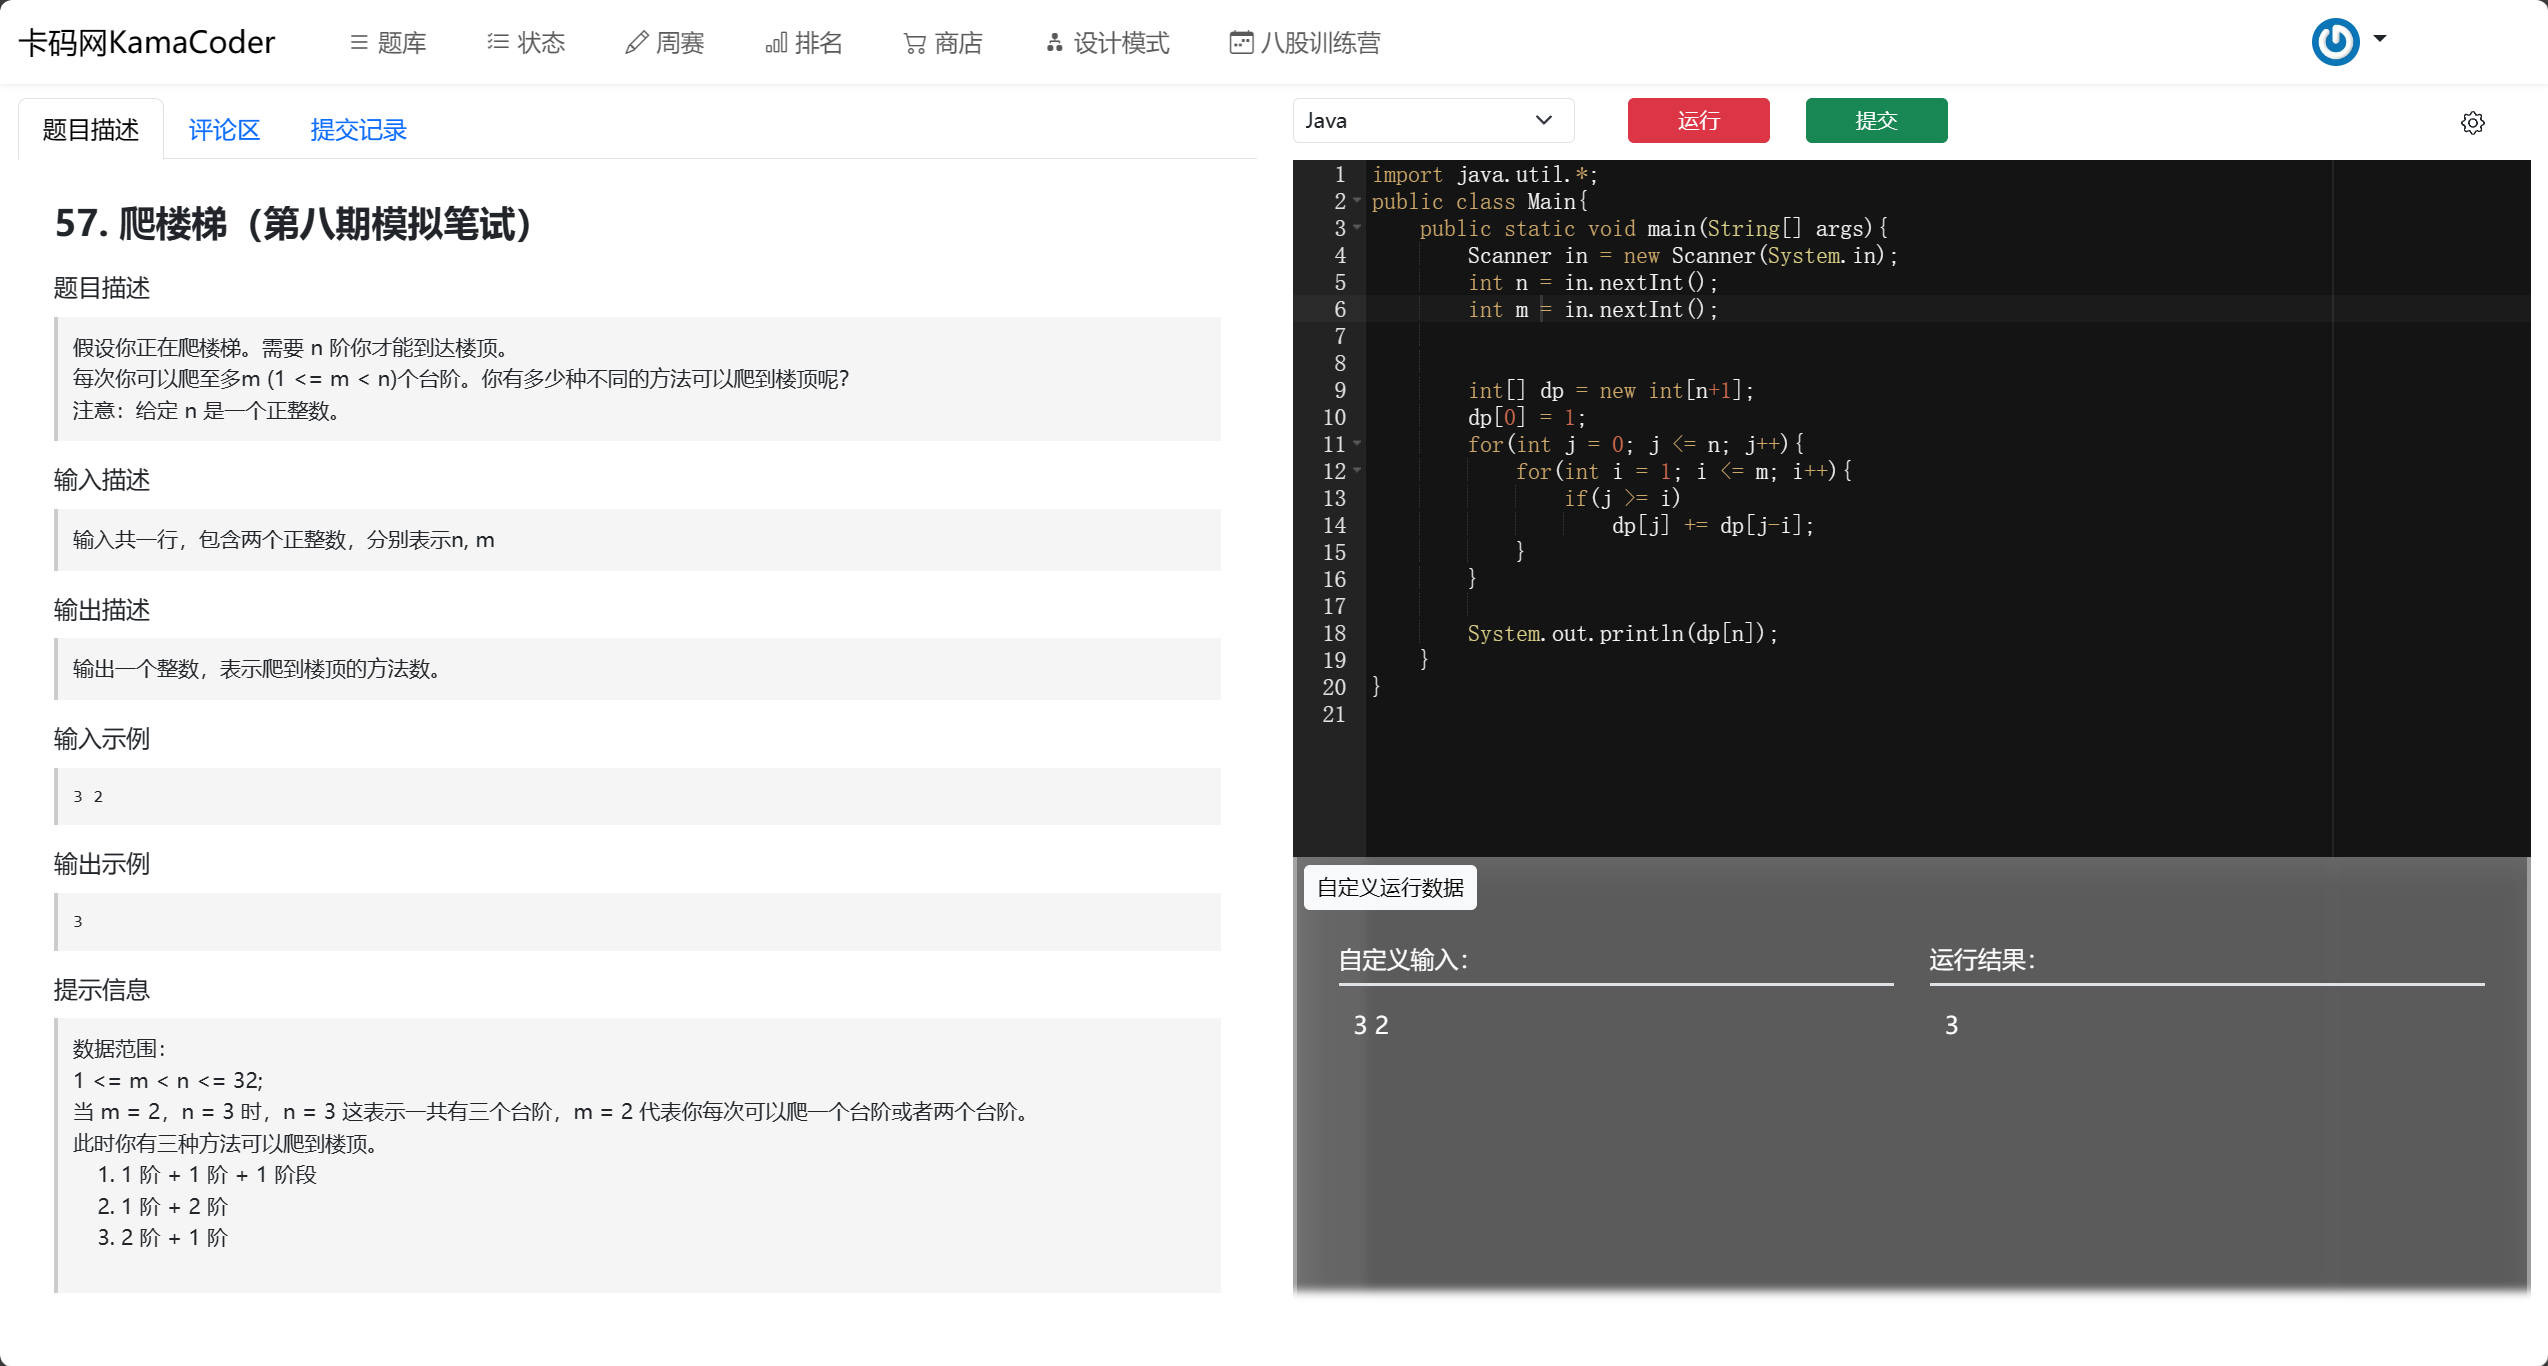 卡码网KamaCoder
题库
状态
周赛
排名
商店
设计模式
八股训练营
题目描述
评论区
提交记录
57. 爬楼梯（第八期模拟笔试）
题目描述
假设你正在爬楼梯。需要 n 阶你才能到达楼顶。
每次你可以爬至多m (1 <= m < n)个台阶。你有多少种不同的方法可以爬到楼顶呢？
注意：给定 n 是一个正整数。
输入描述
输入共一行，包含两个正整数，分别表示n, m
输出描述
输出一个整数，表示爬到楼顶的方法数。
输入示例
3 2
输出示例
3
提示信息
数据范围：
1 <= m < n <= 32;
当 m = 2，n = 3 时，n = 3 这表示一共有三个台阶，m = 2 代表你每次可以爬一个台阶或者两个台阶。
此时你有三种方法可以爬到楼顶。
1. 1 阶 + 1 阶 + 1 阶段
2. 1 阶 + 2 阶
3. 2 阶 + 1 阶
Java
运行
提交
1 import java.util.*;
2 public class Main{
3 public static void main(String[] args){
4 Scanner in = new Scanner(System.in);
5 int n = in.nextInt();
6 int m = in.nextInt();
7
8
9 int[] dp = new int[n+1];
10 dp[0] = 1;
11 for(int j = 0; j <= n; j++){
12 for(int i = 1; i <= m; i++){
13 if(j >= i)
14 dp[j] += dp[j-i];
15 }
16 }
17
18 System.out.println(dp[n]);
19 }
20 }
21
自定义运行数据
自定义输入：
3 2
运行结果：
3